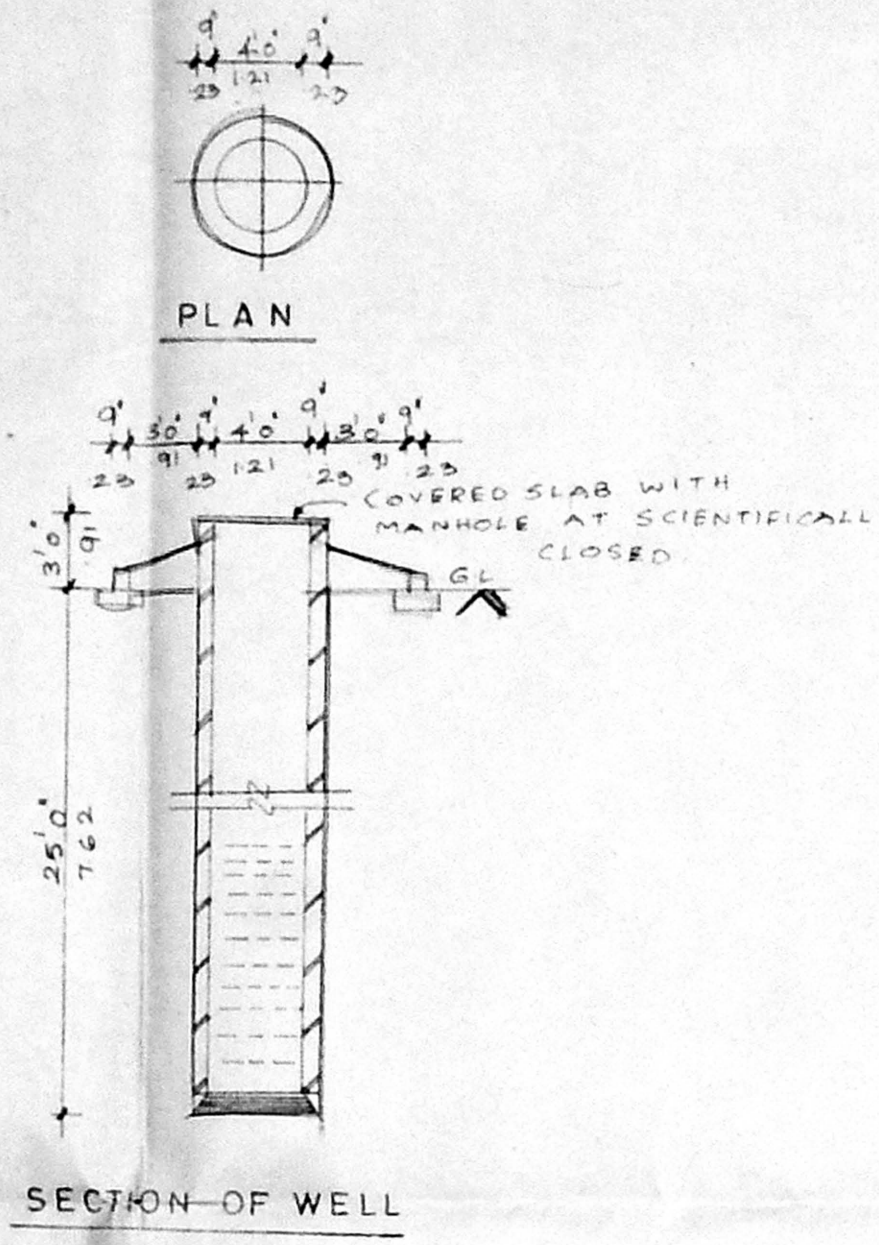 9" 4'0" 9"
23 1.21 23
PLAN
9" 3'0" 9" 4'0" 9" 3'0" 9"
23 91 23 1.21 23 91 23
COVERED SLAB WITH
MANHOLE AT SCIENTIFICALL
CLOSED
3'0"
91
GL
25'0"
7.62
SECTION OF WELL